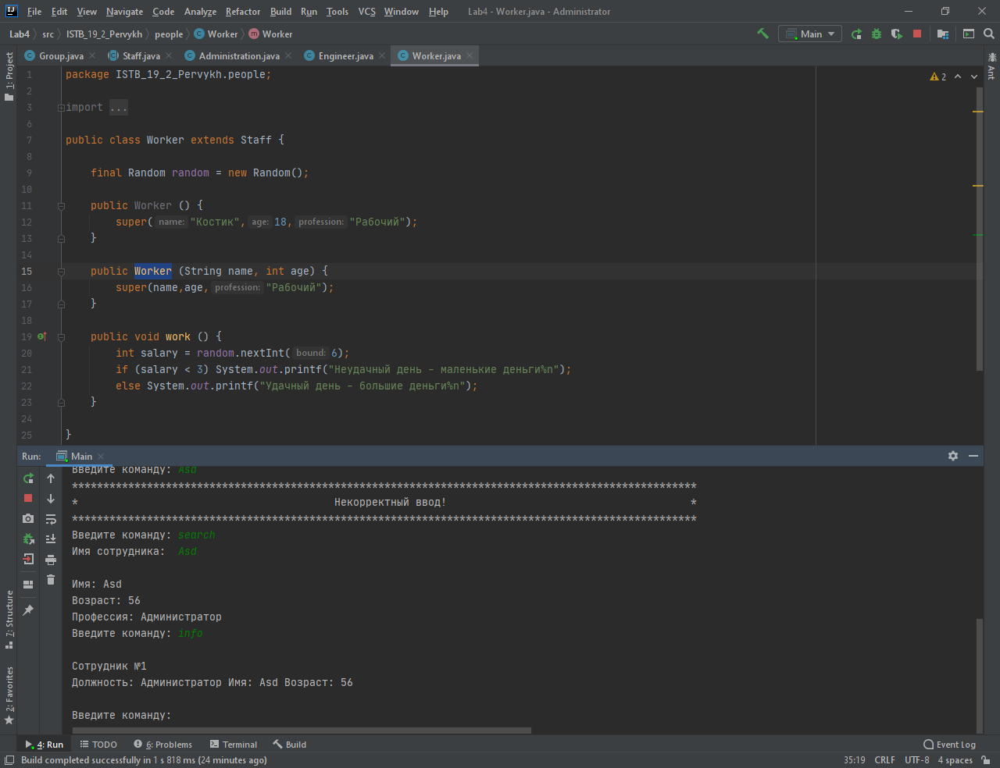 File Edit View Navigate Code Analyze Refactor Build Run Tools VCS Window Help Lab4 - Worker.java - Administrator
Lab4 src ISTB_19_2_Pervykh people Worker Worker Main
1: Project
Group.java Staff.java Administration.java Engineer.java Worker.java
Ant
1 package ISTB_19_2_Pervykh.people; 2
2
3 import ...
6
7 public class Worker extends Staff {
8
9 final Random random = new Random();
10
11 public Worker () {
12 super( name: "Костик", age: 18, profession: "Рабочий");
13 }
14
15 public Worker (String name, int age) {
16 super(name,age, profession: "Рабочий");
17 }
18
19 public void work () {
20 int salary = random.nextInt( bound: 6);
21 if (salary < 3) System.out.printf("Неудачный день - маленькие деньги%n");
22 else System.out.printf("Удачный день - большие деньги%n");
23 }
24
25 }
Run: Main
Введите команду: Asd
****************************************************************************************************
* Некорректный ввод! *
****************************************************************************************************
Введите команду: search
Имя сотрудника: Asd
Имя: Asd
Возраст: 56
Профессия: Администратор
Введите команду: info
Сотрудник №1
Должность: Администратор Имя: Asd Возраст: 56
Введите команду:
7: Structure
2: Favorites
4: Run TODO 6: Problems Terminal Build Event Log
Build completed successfully in 1 s 818 ms (24 minutes ago) 35:19 CRLF UTF-8 4 spaces